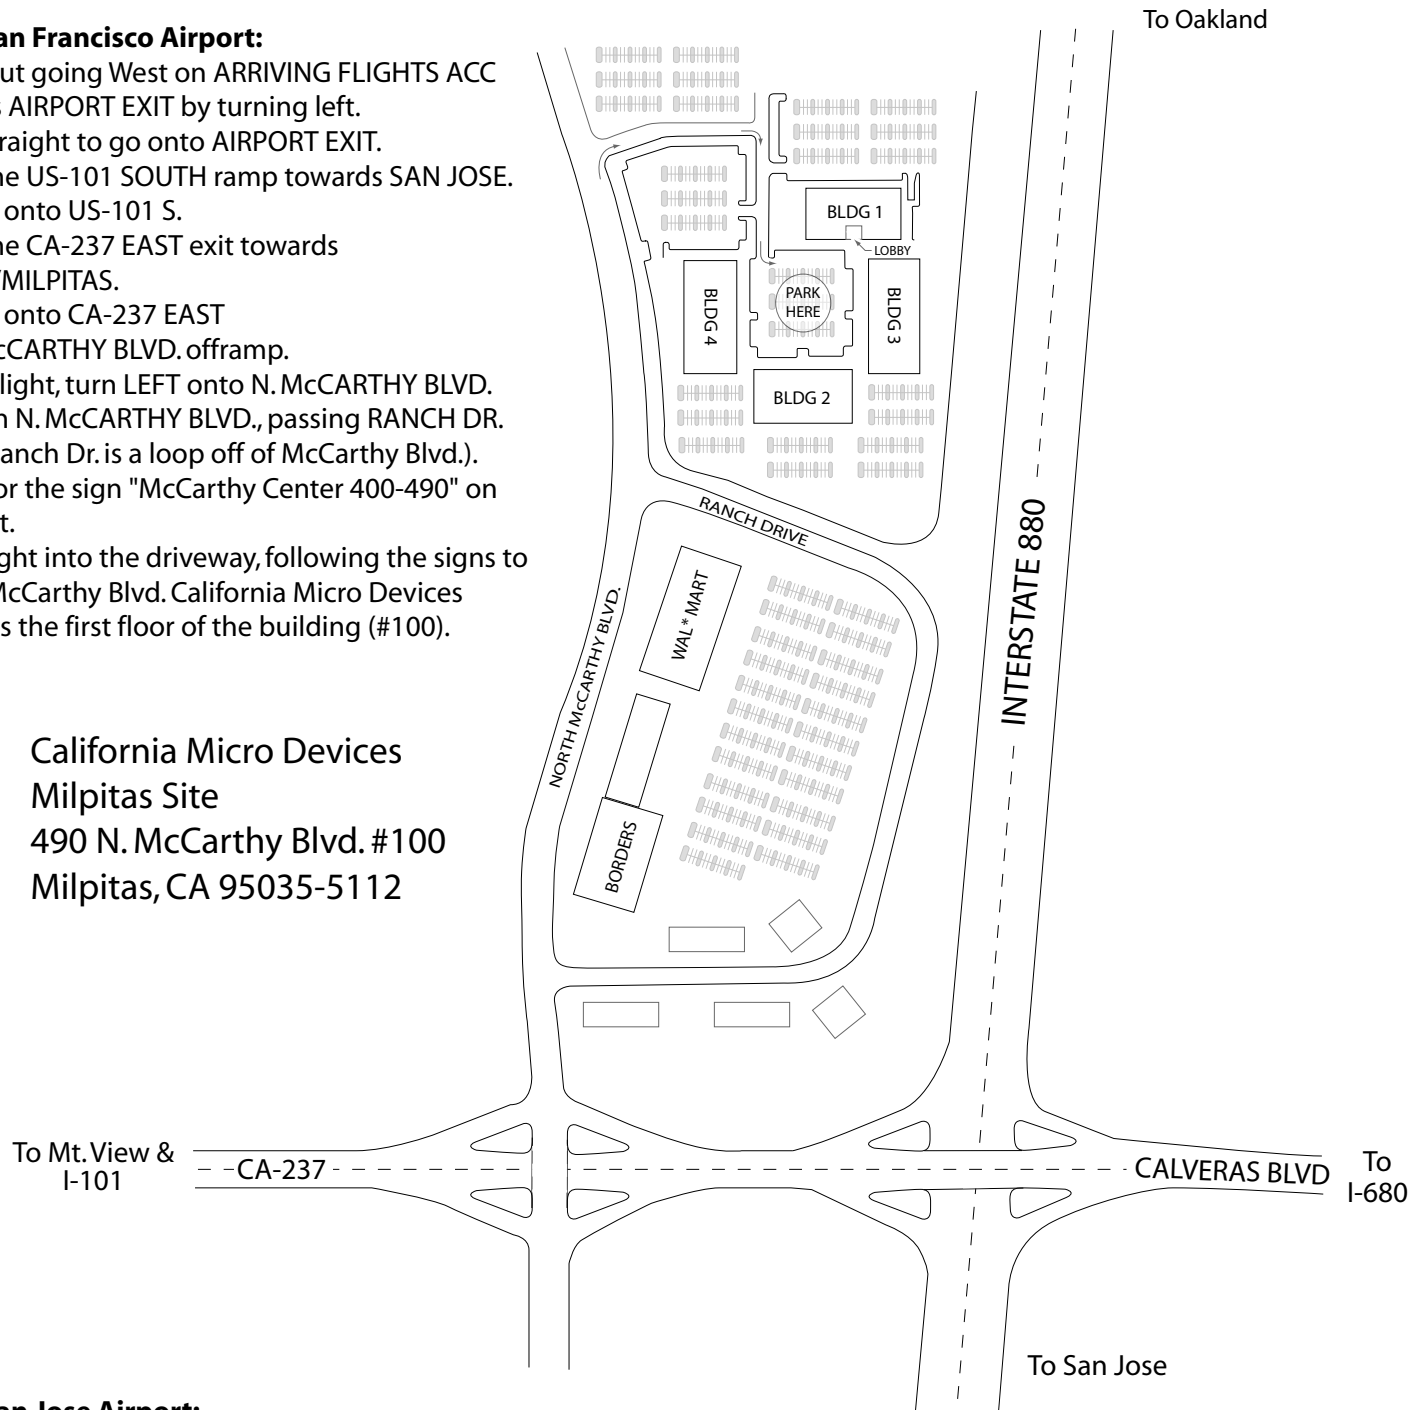 To Oakland
an Francisco Airport:
ut going West on ARRIVING FLIGHTS ACC
s AIRPORT EXIT by turning left.
raight to go onto AIRPORT EXIT.
he US-101 SOUTH ramp towards SAN JOSE.
onto US-101 S.
he CA-237 EAST exit towards
/MILPITAS.
onto CA-237 EAST
cCARTHY BLVD. offramp.
light, turn LEFT onto N. McCARTHY BLVD.
n N. McCARTHY BLVD., passing RANCH DR.
anch Dr. is a loop off of McCarthy Blvd.).
or the sign "McCarthy Center 400-490" on
t.
ght into the driveway, following the signs to
McCarthy Blvd. California Micro Devices
s the first floor of the building (#100).
California Micro Devices
Milpitas Site
490 N. McCarthy Blvd. #100
Milpitas, CA 95035-5112
BLDG 1
LOBBY
PARK
HERE
BLDG 4
BLDG 3
BLDG 2
RANCH DRIVE
INTERSTATE 880
WAL*MART
NORTH McCARTHY BLVD.
BORDERS
To Mt. View &
I-101
CA-237
CALVERAS BLVD
To
I-680
To San Jose
an Jose Airport: